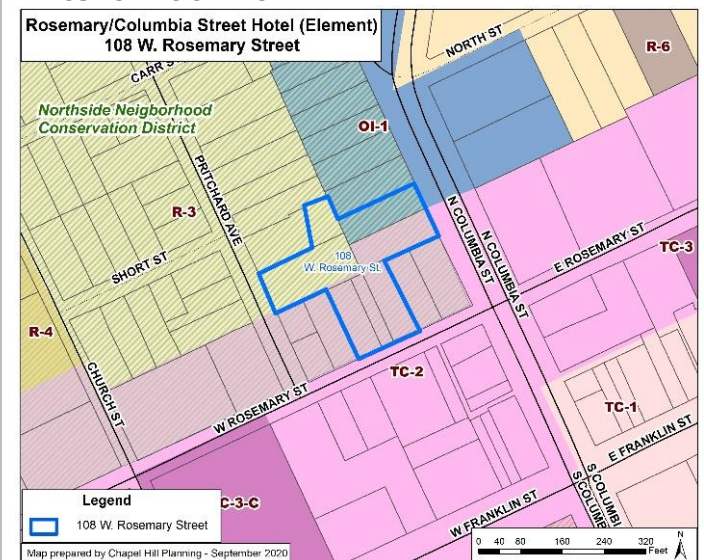 Rosemary/Columbia Street Hotel (Element)
108 W. Rosemary Street
NORTH ST
R-6
CARR S
Northside Neigborhood
Conservation District
OI-1
PRITCHARD AVE
R-3
N COLUMBIA ST
N COLUMBIA ST
E ROSEMARY ST
TC-3
SHORT ST
108
W. Rosemary St.
R-4
CHURCH ST
TC-2
W ROSEMARY ST
TC-1
E FRANKLIN ST
C-3-C
W FRANKLIN ST
S COLUMBI
S COLUMBI
Legend
108 W. Rosemary Street
Map prepared by Chapel Hill Planning - September 2020
0 40 80 160 240 320
Feet
N